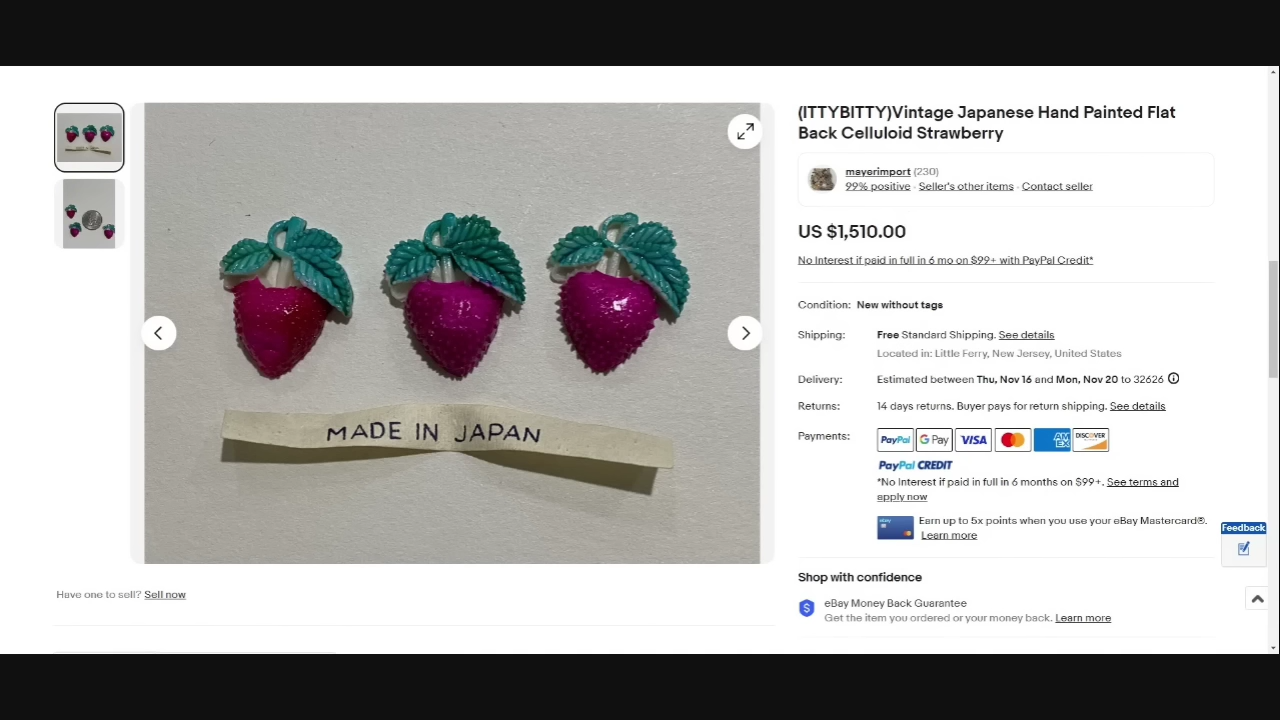 (ITTYBITTY)Vintage Japanese Hand Painted Flat
Back Celluloid Strawberry
mayerimport (230)
99% positive · Seller's other items · Contact seller
US $1,510.00
No Interest if paid in full in 6 mo on $99+ with PayPal Credit*
Condition: New without tags
Shipping: Free Standard Shipping. See details
Located in: Little Ferry, New Jersey, United States
Delivery: Estimated between Thu, Nov 16 and Mon, Nov 20 to 32626
Returns: 14 days returns. Buyer pays for return shipping. See details
Payments: PayPal G Pay VISA AM EX DISCOVER
PayPal CREDIT
*No Interest if paid in full in 6 months on $99+. See terms and
apply now
Earn up to 5x points when you use your eBay Mastercard®.
Learn more
Shop with confidence
eBay Money Back Guarantee
Get the item you ordered or your money back. Learn more
MADE IN JAPAN
Have one to sell? Sell now
Feedback